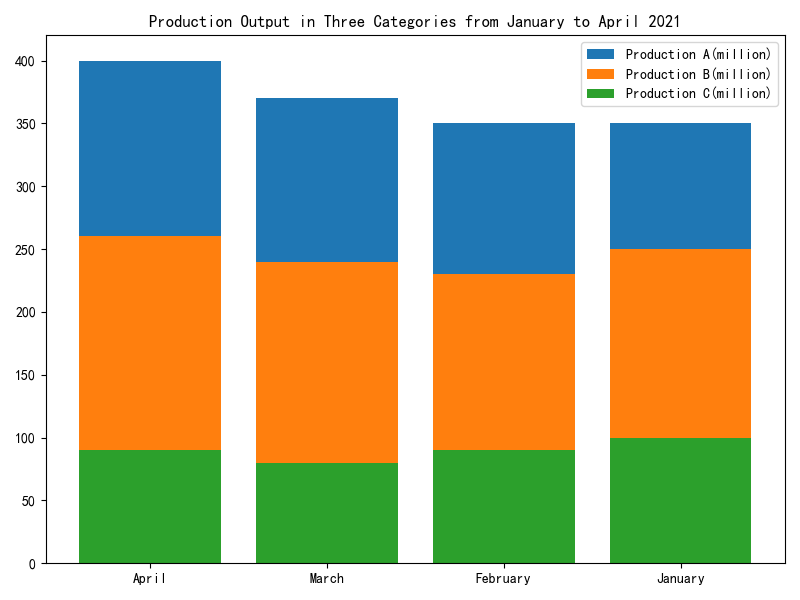 Production Output in Three Categories from January to April 2021
Production A(million)
Production B(million)
Production C(million)
400
350
300
250
200
150
100
50
0
April
March
February
January